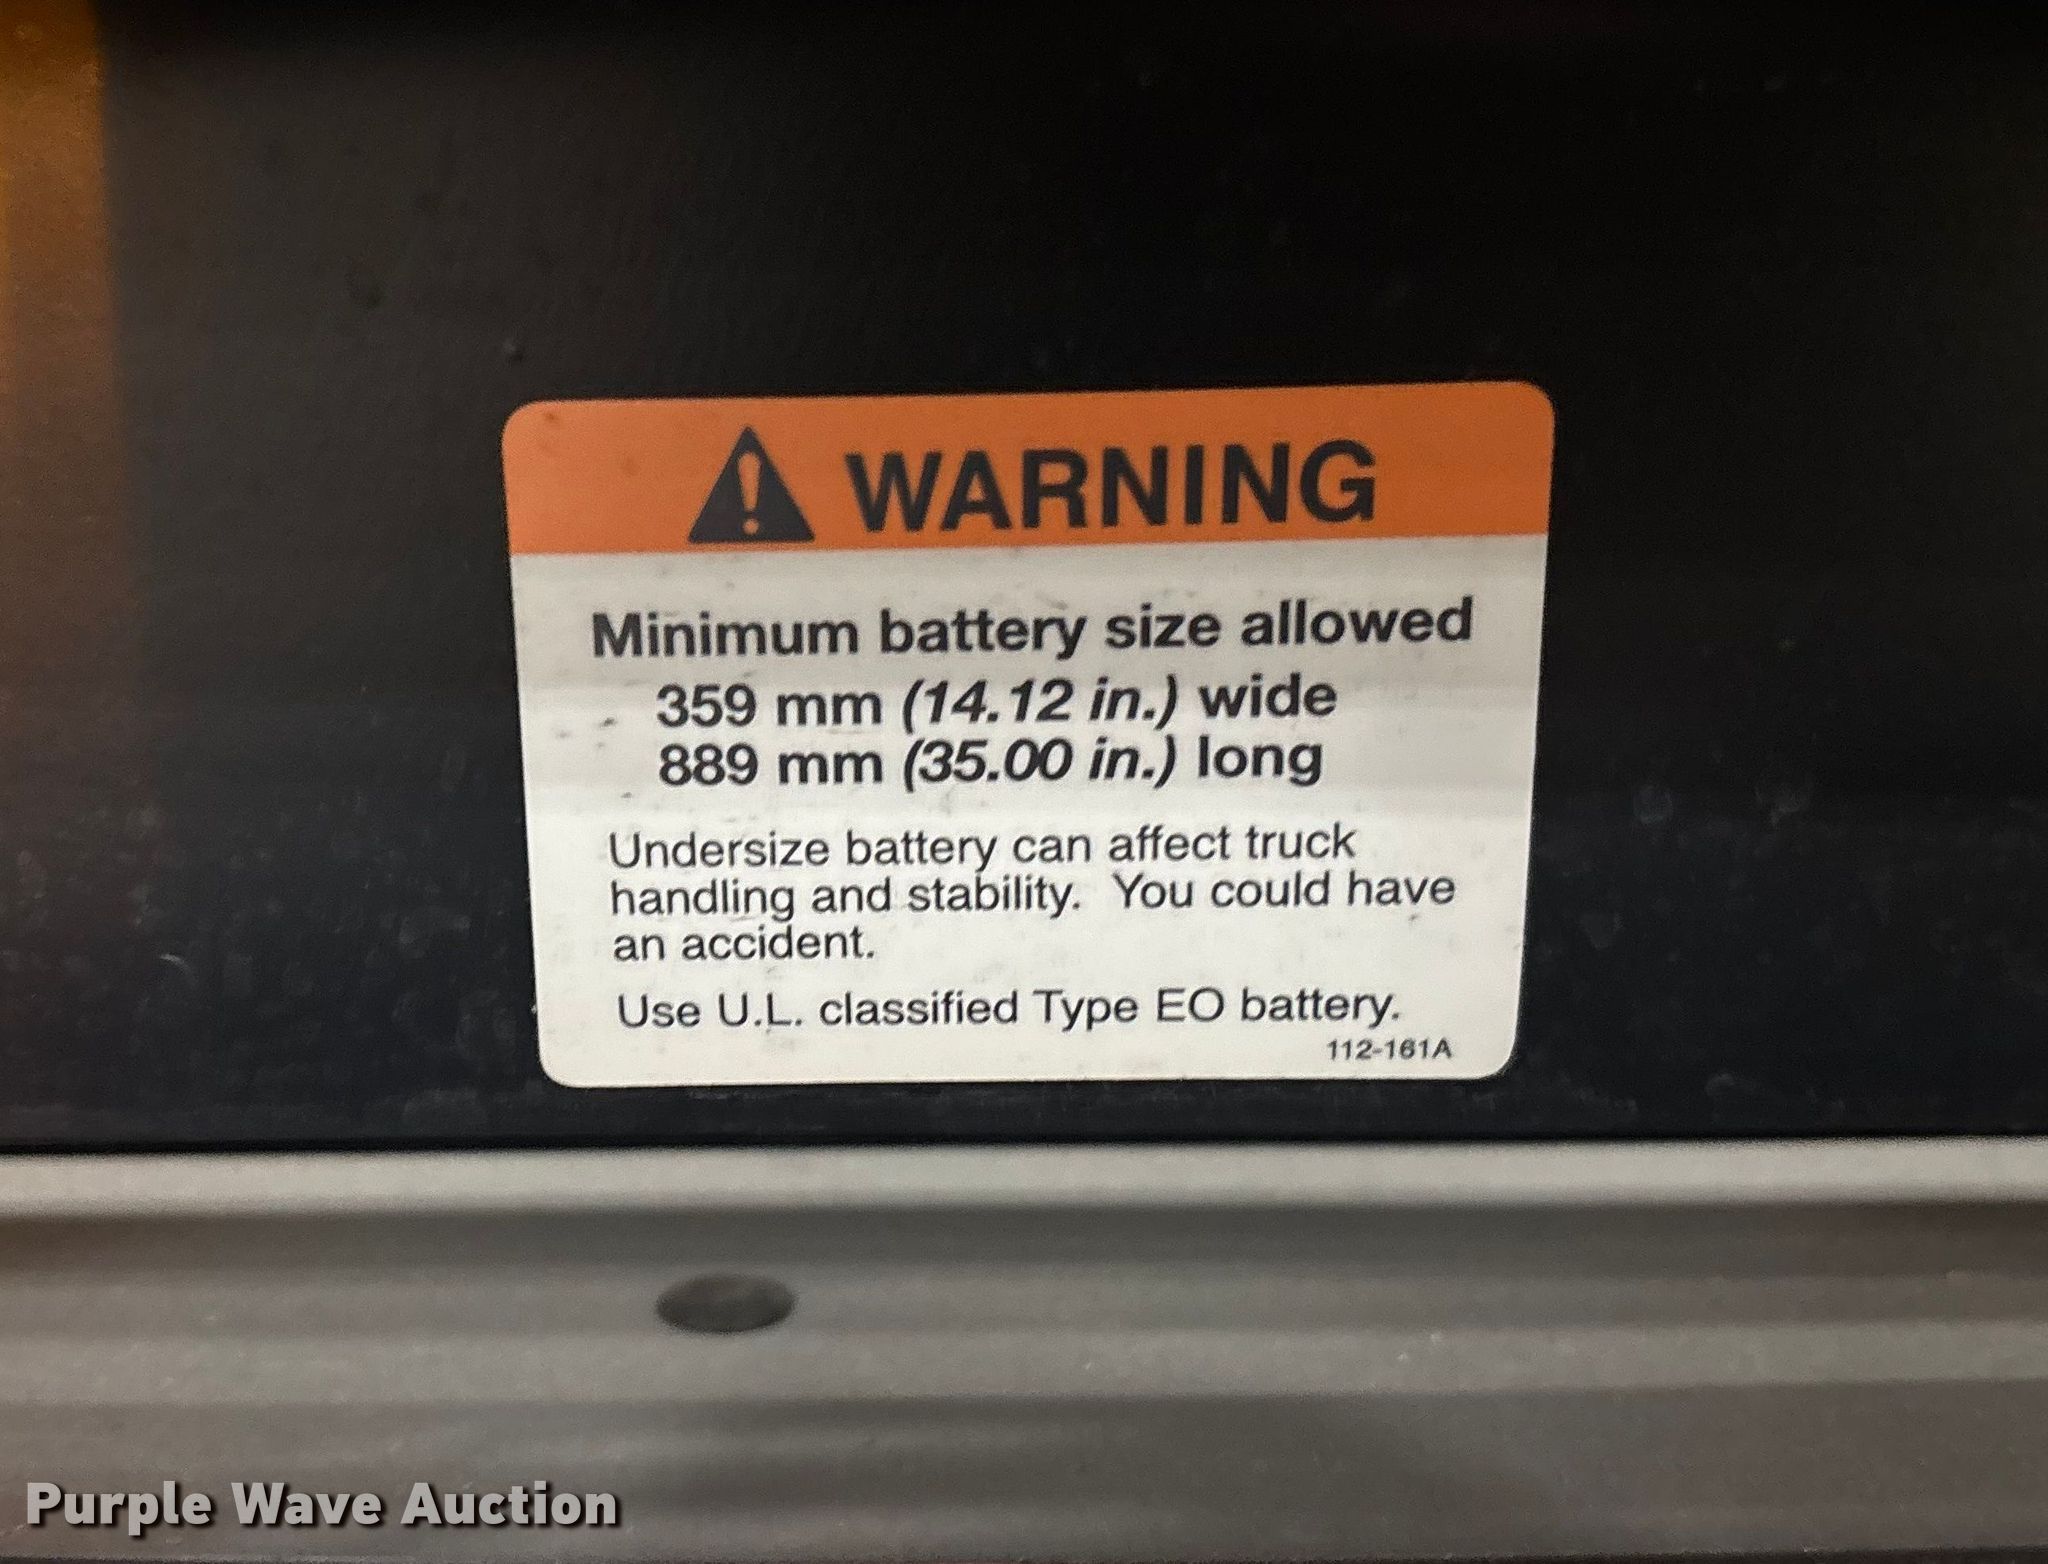 WARNING
Minimum battery size allowed
359 mm (14.12 in.) wide
889 mm (35.00 in.) long
Undersize battery can affect truck
handling and stability. You could have
an accident.
Use U.L. classified Type EO battery.
112-161A
Purple Wave Auction